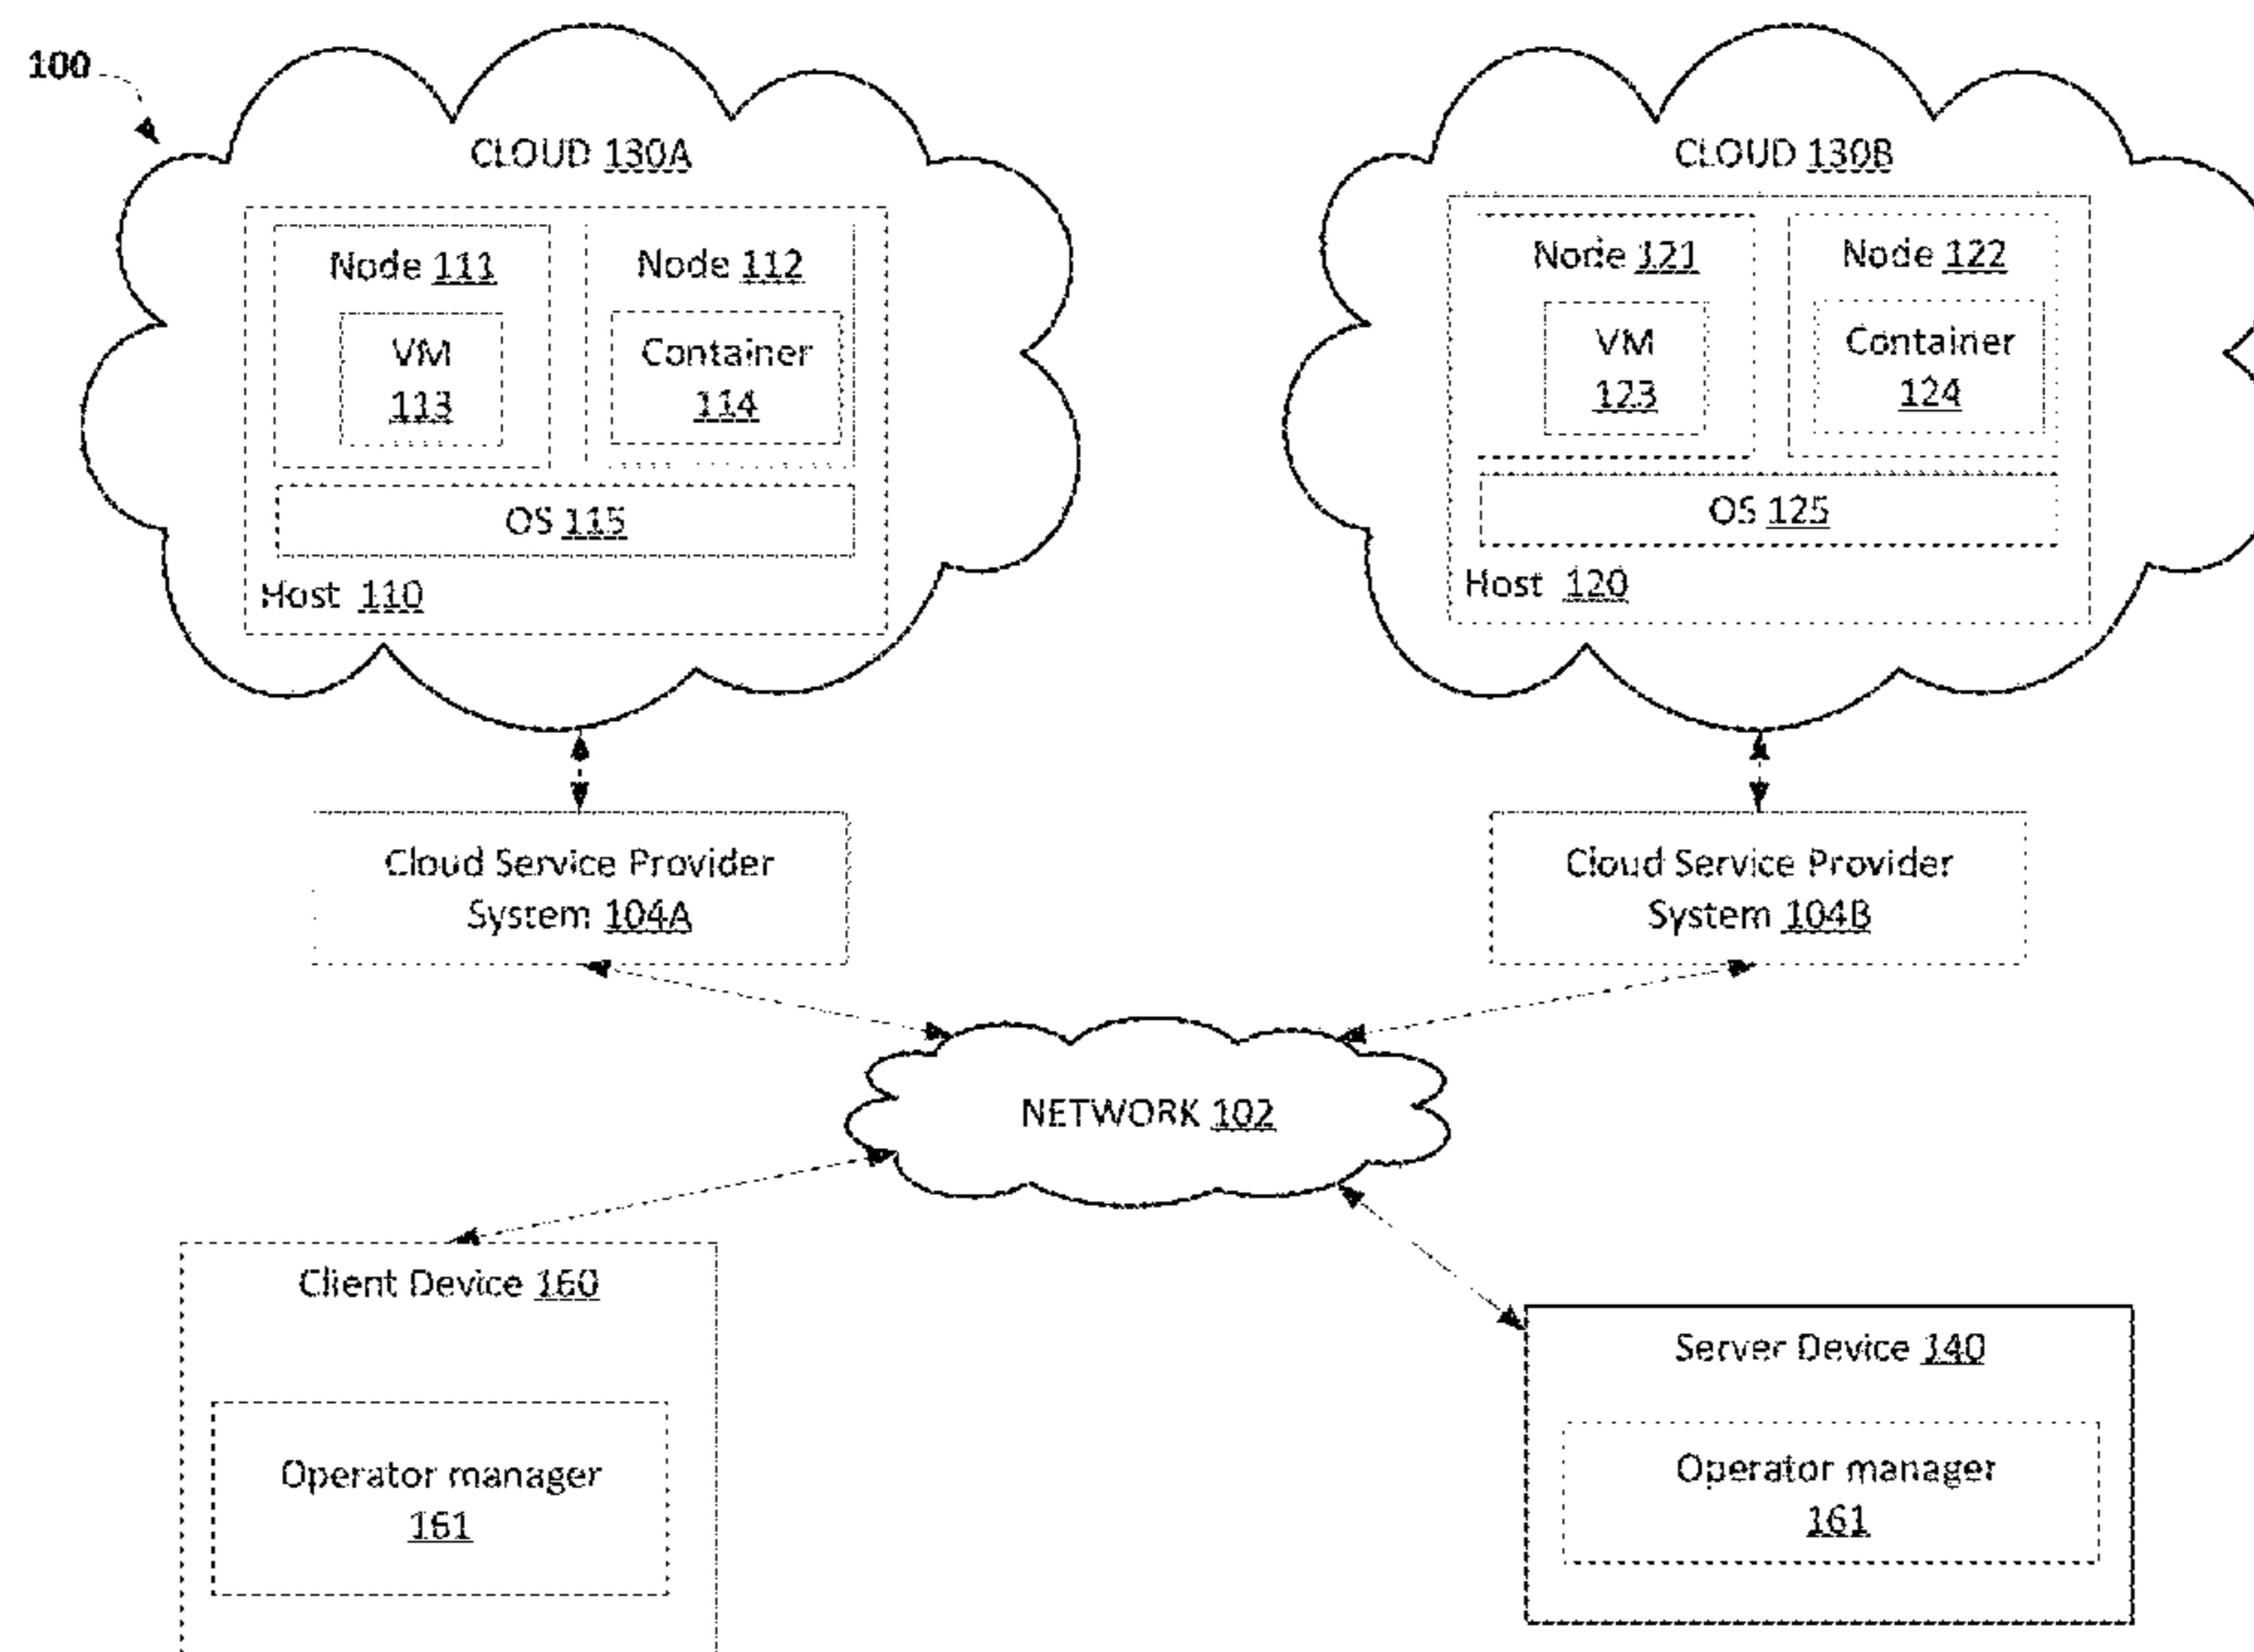 100
CLOUD 130A
Node 111
Node 112
VM
113
Container
114
OS 115
Host 110
CLOUD 130B
Node 121
Node 122
VM
123
Container
124
OS 125
Host 120
Cloud Service Provider
System 104A
Cloud Service Provider
System 104B
NETWORK 102
Client Device 160
Operator manager
161
Server Device 140
Operator manager
161